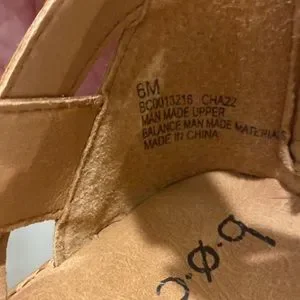 6M
BC0013216 CHAZZ
MAN MADE UPPER
BALANCE MAN MADE MATERIALS
MADE IN CHINA
b.ø.c